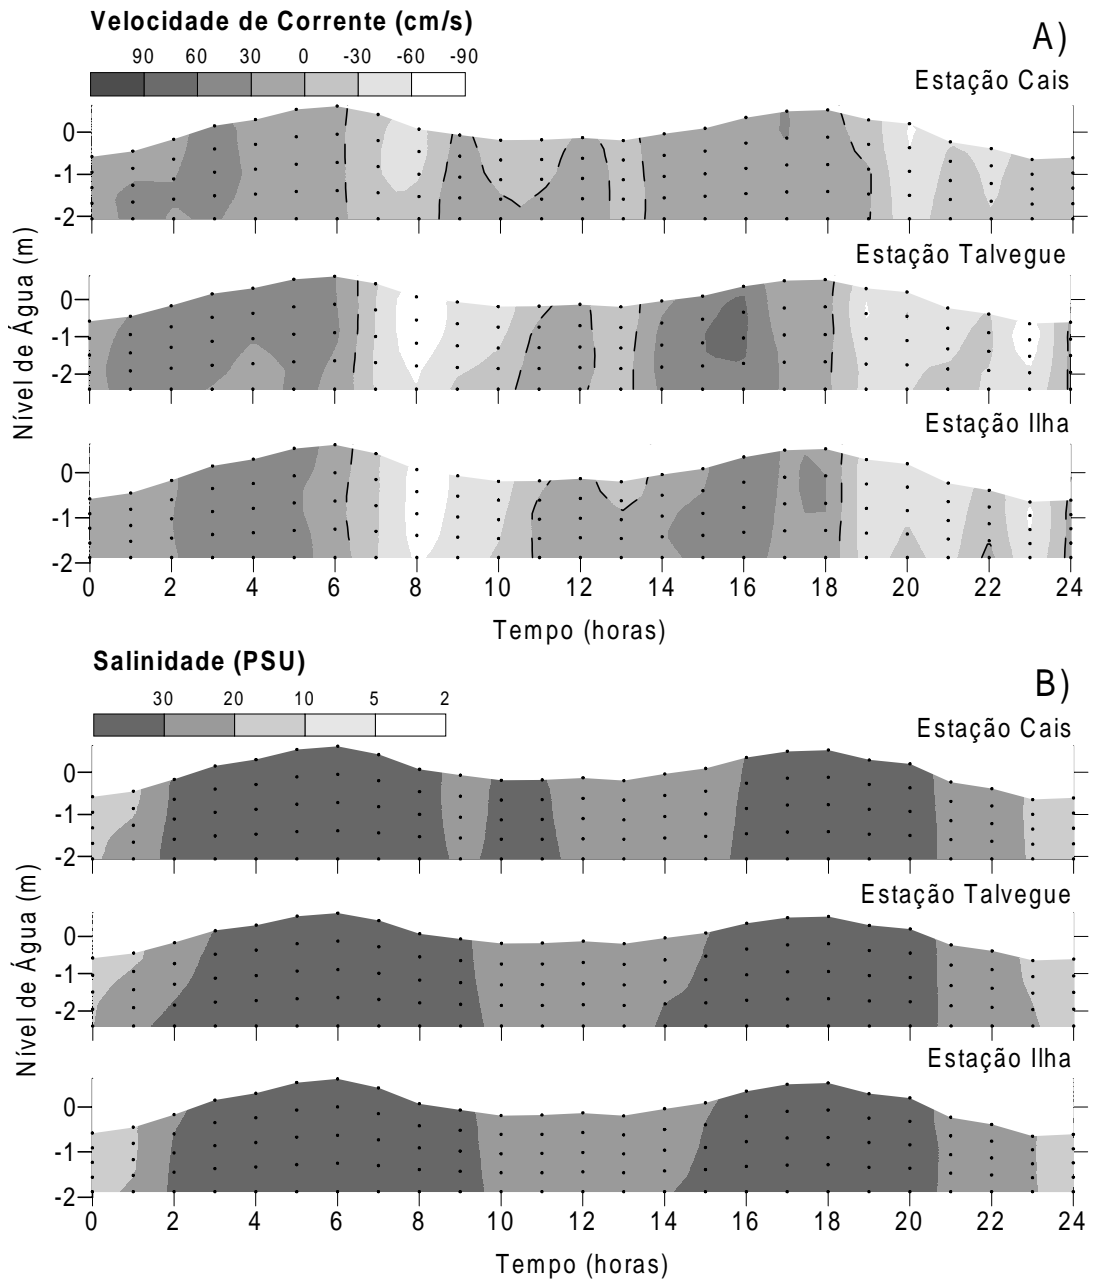 Velocidade de Corrente (cm/s)
A)
90 60 30 0 -30 -60 -90
Estação Cais
0
-1
-2
Estação Talvegue
0
-1
-2
Estação Ilha
0
-1
-2
Nível de Água (m)
0 2 4 6 8 10 12 14 16 18 20 22 24
Tempo (horas)
Salinidade (PSU)
B)
30 20 10 5 2
Estação Cais
0
-1
-2
Estação Talvegue
0
-1
-2
Estação Ilha
0
-1
-2
Nível de Água (m)
0 2 4 6 8 10 12 14 16 18 20 22 24
Tempo (horas)